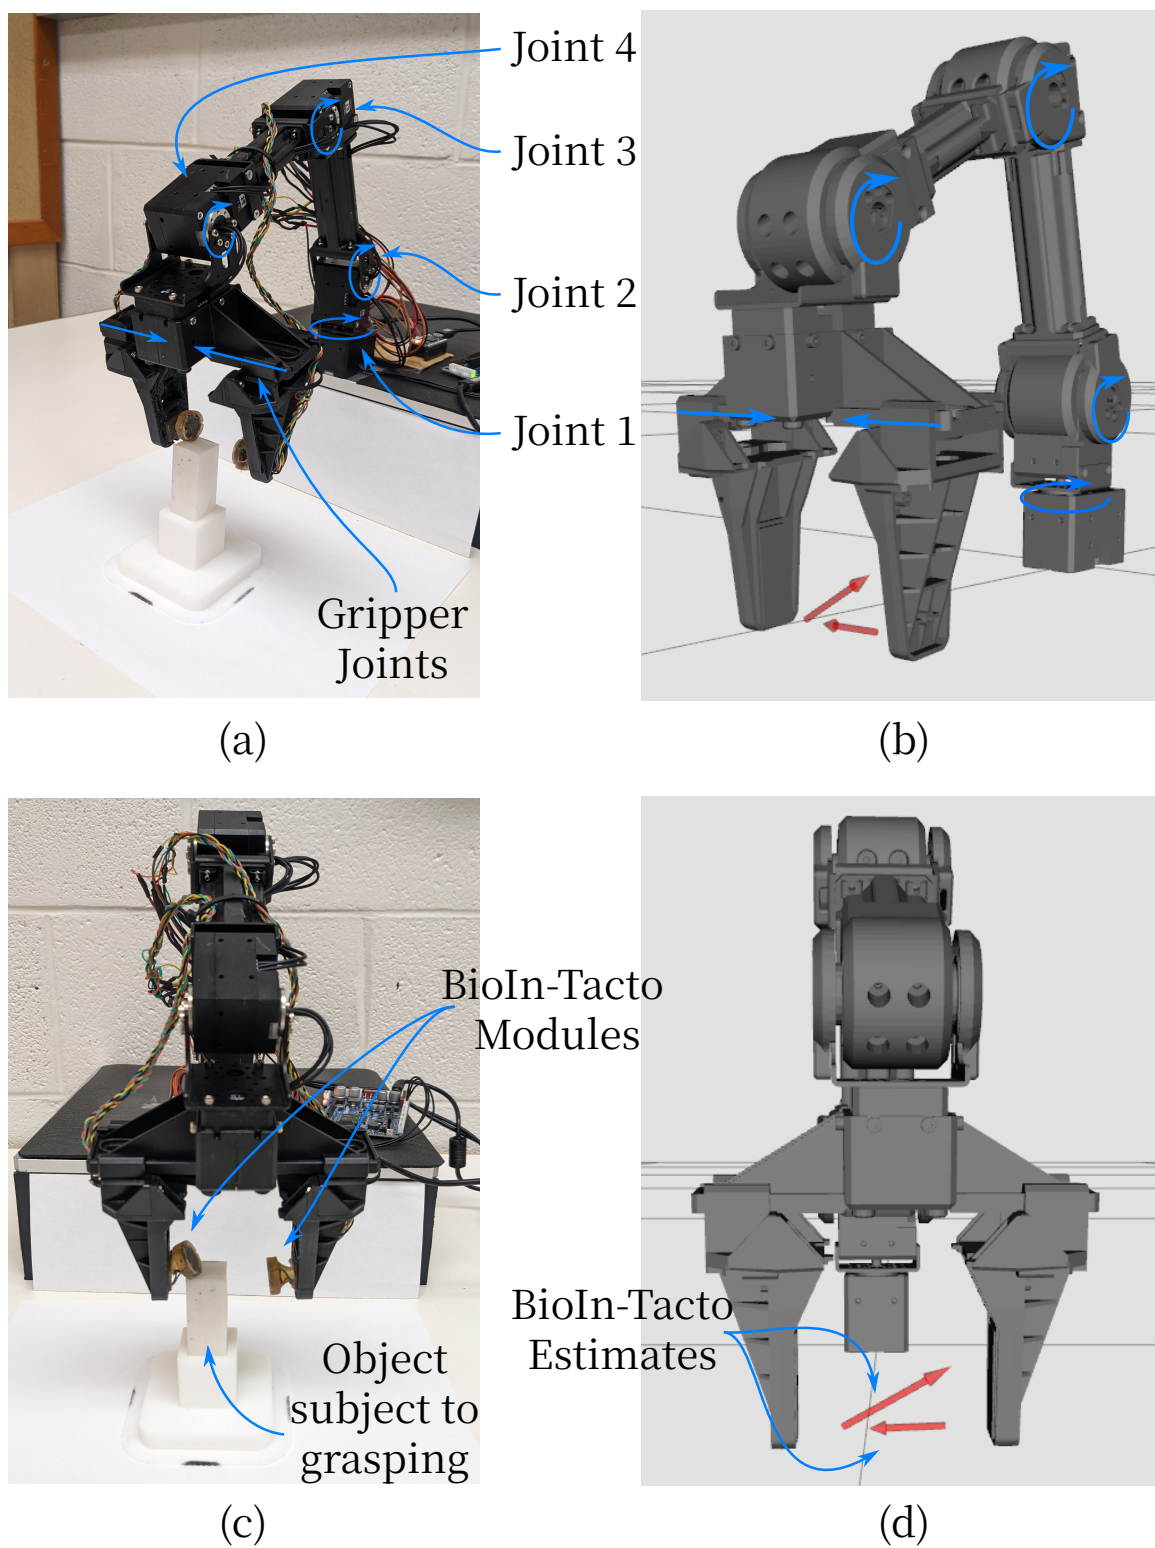 Joint 4
Joint 3
Joint 2
Joint 1
Gripper
Joints
(a)
(b)
BioIn-Tacto
Modules
BioIn-Tacto
Estimates
Object
subject to
grasping
(c)
(d)